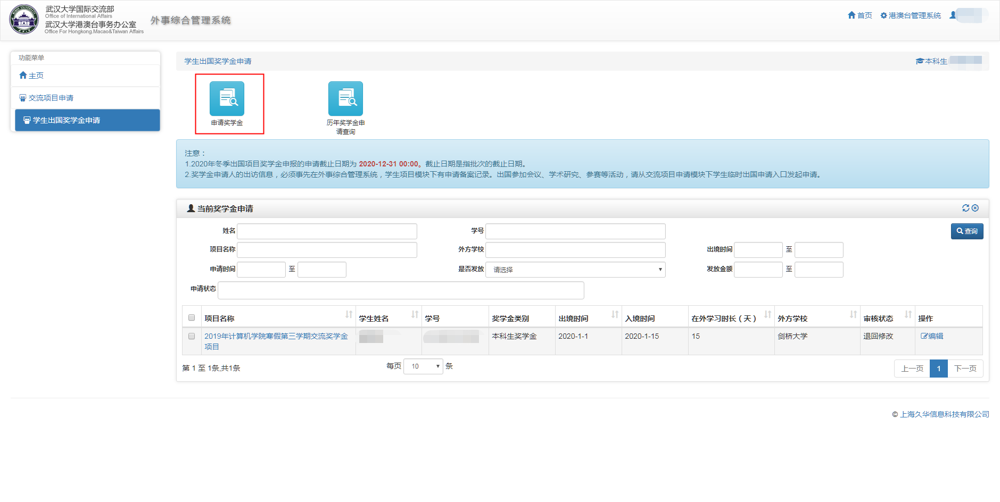 武汉大学国际交流部
Office of International Affairs
武汉大学港澳台事务办公室
Office For Hongkong.Macao&Taiwan Affairs
外事综合管理系统
首页 港澳台管理系统
功能菜单
主页
交流项目申请
学生出国奖学金申请
学生出国奖学金申请
本科生
申请奖学金
历年奖学金申
请查询
注意：
1.2020年冬季出国项目奖学金申报的申请截止日期为 2020-12-31 00:00。截止日期是指批次的截止日期。
2.奖学金申请人的出访信息，必须事先在外事综合管理系统，学生项目模块下有申请备案记录。出国参加会议、学术研究、参赛等活动，请从交流项目申请模块下学生临时出国申请入口发起申请。
当前奖学金申请
姓名 学号 查询
项目名称 外方学校 出境时间 至
申请时间 至 是否发放 请选择 发放金额 至
申请状态
项目名称 学生姓名 学号 奖学金类别 出境时间 入境时间 在外学习时长（天） 外方学校 审核状态 操作
2019年计算机学院寒假第三学期交流奖学金 本科生奖学金 2020-1-1 2020-1-15 15 剑桥大学 退回修改 编辑
项目
第 1 至 1条,共1条 每页 10 条 上一页 1 下一页
© 上海久华信息科技有限公司